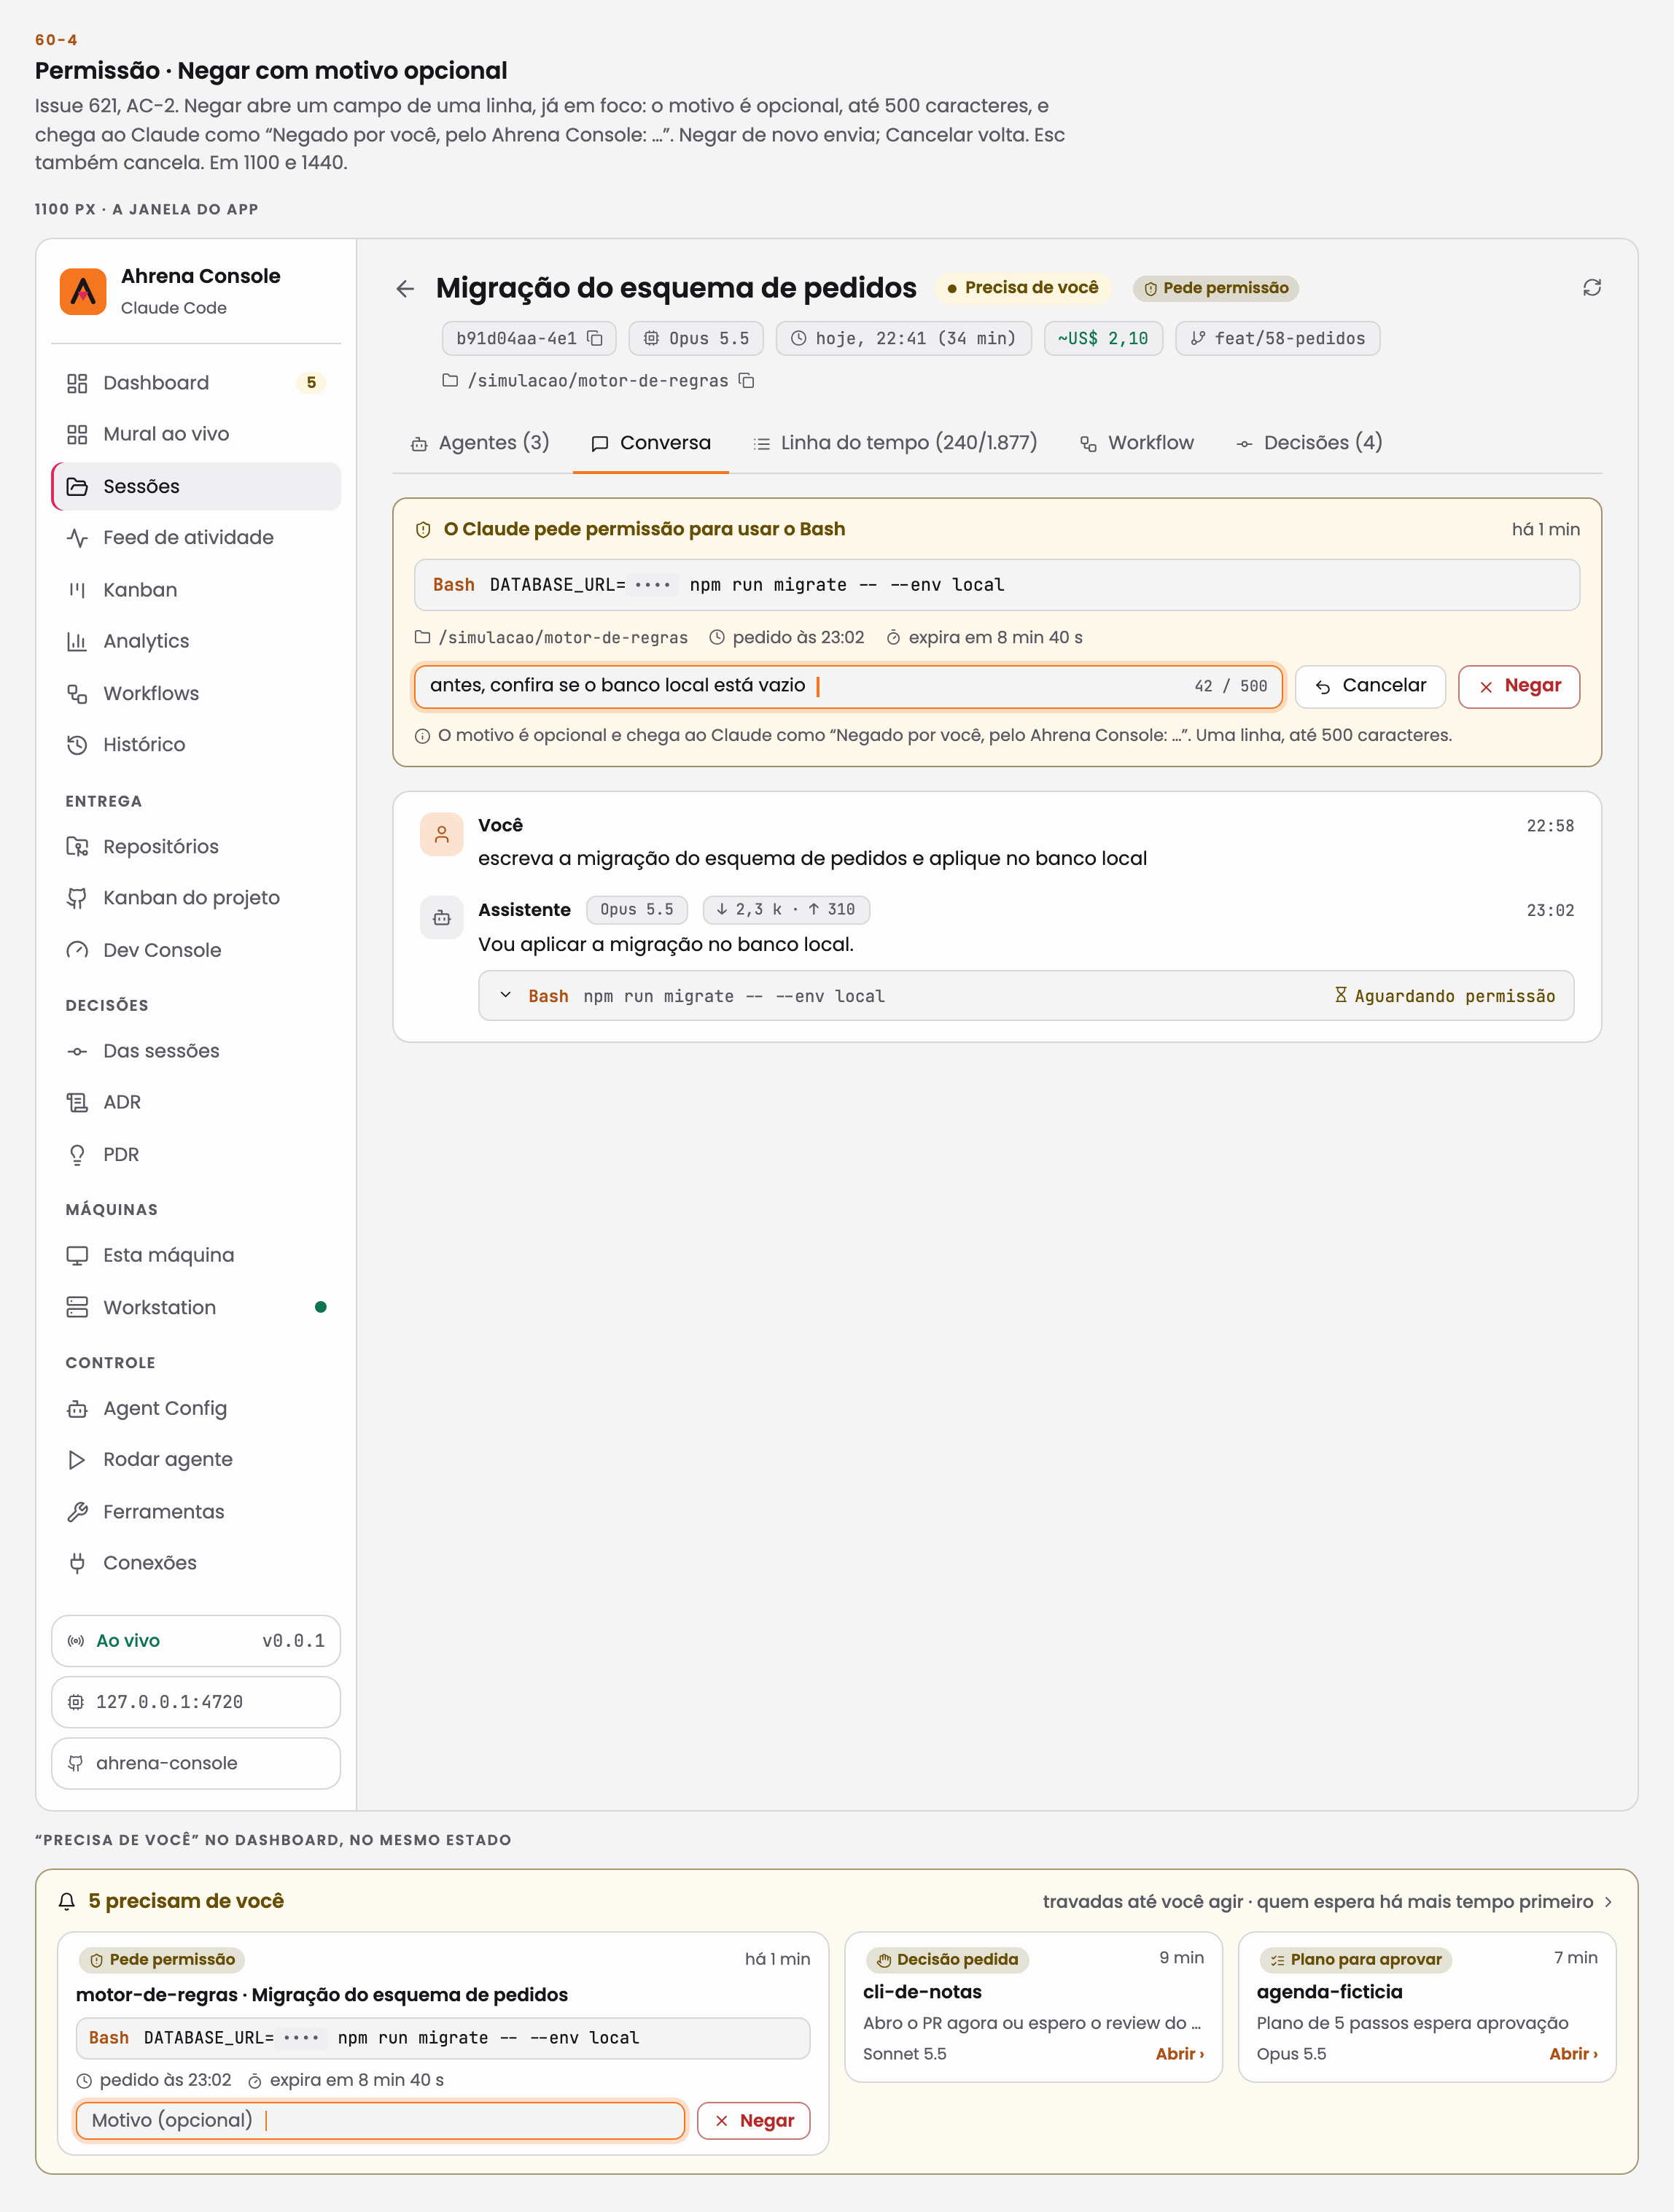 60-4
Permissão · Negar com motivo opcional
Issue 621, AC-2. Negar abre um campo de uma linha, já em foco: o motivo é opcional, até 500 caracteres, e
chega ao Claude como “Negado por você, pelo Ahrena Console: …”. Negar de novo envia; Cancelar volta. Esc
também cancela. Em 1100 e 1440.
1100 PX · A JANELA DO APP
Ahrena Console
Claude Code
Dashboard 5
Mural ao vivo
Sessões
Feed de atividade
Kanban
Analytics
Workflows
Histórico
ENTREGA
Repositórios
Kanban do projeto
Dev Console
DECISÕES
Das sessões
ADR
PDR
MÁQUINAS
Esta máquina
Workstation
CONTROLE
Agent Config
Rodar agente
Ferramentas
Conexões
Ao vivo v0.0.1
127.0.0.1:4720
ahrena-console
Migração do esquema de pedidos Precisa de você Pede permissão
b91d04aa-4e1 Opus 5.5 hoje, 22:41 (34 min) ~US$ 2,10 feat/58-pedidos
/simulacao/motor-de-regras
Agentes (3) Conversa Linha do tempo (240/1.877) Workflow Decisões (4)
O Claude pede permissão para usar o Bash há 1 min
Bash DATABASE_URL= •••• npm run migrate -- --env local
/simulacao/motor-de-regras pedido às 23:02 expira em 8 min 40 s
antes, confira se o banco local está vazio 42 / 500 Cancelar Negar
O motivo é opcional e chega ao Claude como “Negado por você, pelo Ahrena Console: …”. Uma linha, até 500 caracteres.
Você 22:58
escreva a migração do esquema de pedidos e aplique no banco local
Assistente Opus 5.5 ↓ 2,3 k · ↑ 310 23:02
Vou aplicar a migração no banco local.
Bash npm run migrate -- --env local Aguardando permissão
“PRECISA DE VOCÊ” NO DASHBOARD, NO MESMO ESTADO
5 precisam de você travadas até você agir · quem espera há mais tempo primeiro ›
Pede permissão há 1 min
motor-de-regras · Migração do esquema de pedidos
Bash DATABASE_URL= •••• npm run migrate -- --env local
pedido às 23:02 expira em 8 min 40 s
Motivo (opcional) Negar
Decisão pedida 9 min
cli-de-notas
Abro o PR agora ou espero o review do …
Sonnet 5.5 Abrir ›
Plano para aprovar 7 min
agenda-ficticia
Plano de 5 passos espera aprovação
Opus 5.5 Abrir ›